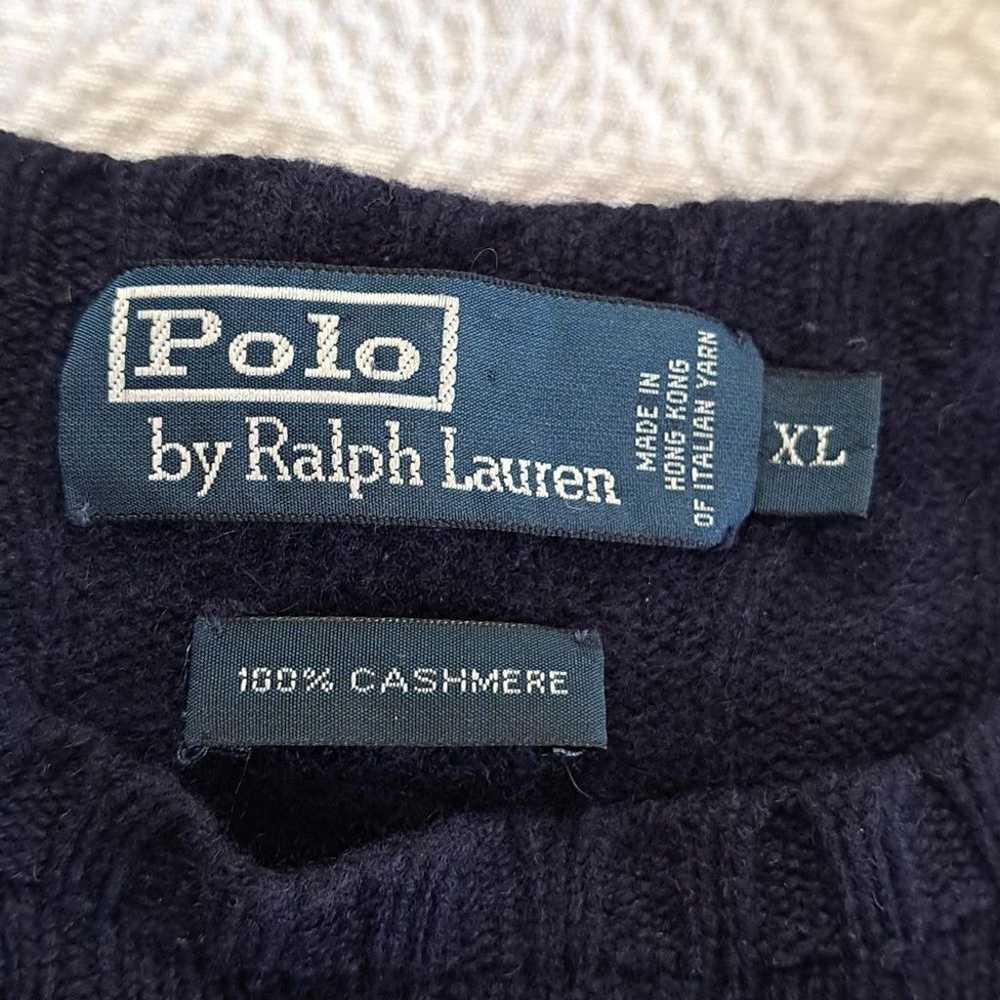 Polo
by Ralph Lauren
MADE IN
HONG KONG
OF ITALIAN YARN
XL
100% CASHMERE